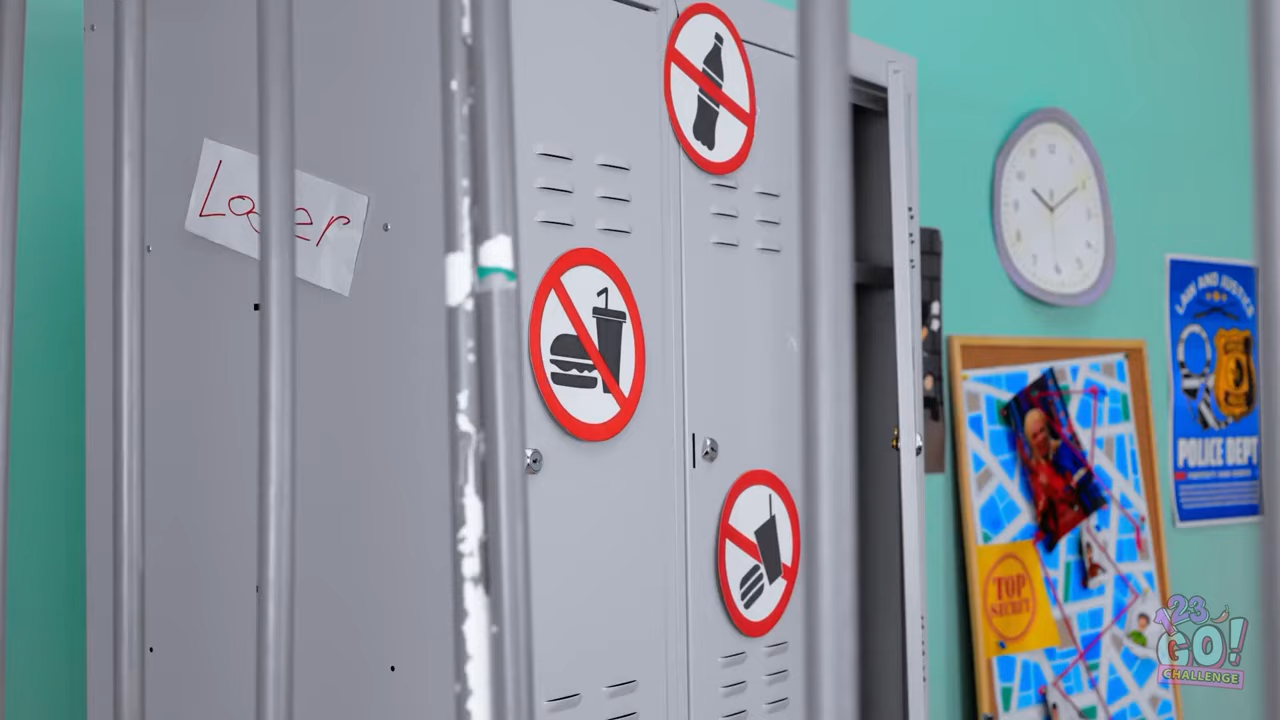 Loser
LAW AND JUSTICE
POLICE DEPT
TOP
SECRET
123
GO!
CHALLENGE